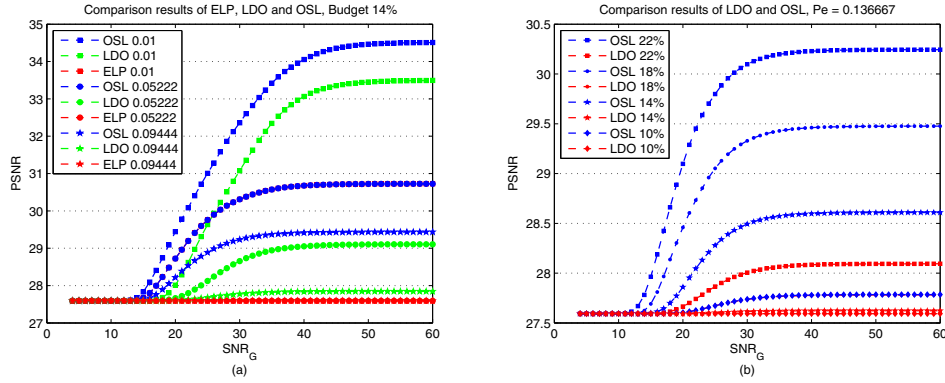 Comparison results of ELP, LDO and OSL, Budget 14%
PSNR
35
34
33
32
31
30
29
28
27
OSL 0.01
LDO 0.01
ELP 0.01
OSL 0.05222
LDO 0.05222
ELP 0.05222
OSL 0.09444
LDO 0.09444
ELP 0.09444
0 10 20 30 40 50 60
SNR_G
(a)
Comparison results of LDO and OSL, Pe = 0.136667
PSNR
30.5
30
29.5
29
28.5
28
27.5
OSL 22%
LDO 22%
OSL 18%
LDO 18%
OSL 14%
LDO 14%
OSL 10%
LDO 10%
0 10 20 30 40 50 60
SNR_G
(b)